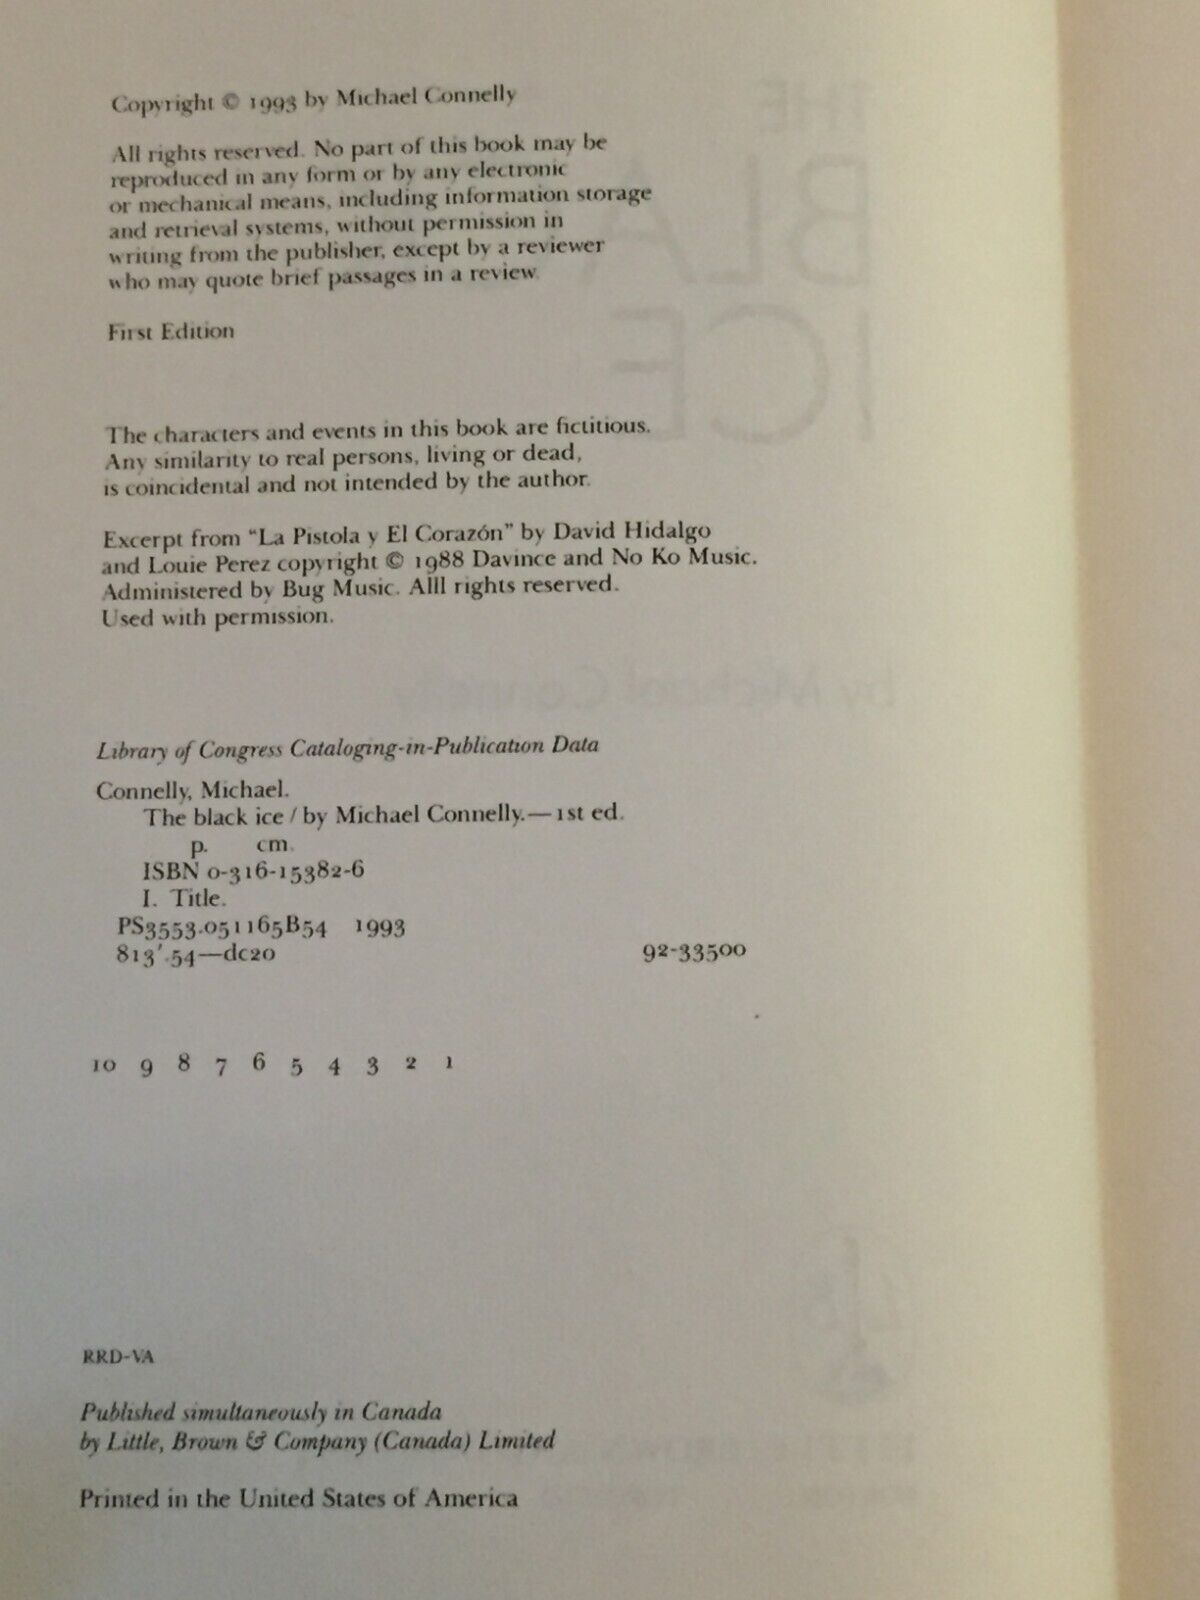 Copyright © 1993 by Michael Connelly
All rights reserved. No part of this book may be
reproduced in any form or by any electronic
or mechanical means, including information storage
and retrieval systems, without permission in
writing from the publisher, except by a reviewer
who may quote brief passages in a review.
First Edition
The characters and events in this book are fictitious.
Any similarity to real persons, living or dead,
is coincidental and not intended by the author.
Excerpt from "La Pistola y El Corazón" by David Hidalgo
and Louie Perez copyright © 1988 Davince and No Ko Music.
Administered by Bug Music. Alll rights reserved.
Used with permission.
Library of Congress Cataloging-in-Publication Data
Connelly, Michael.
The black ice / by Michael Connelly.—1st ed.
p. cm.
ISBN 0-316-15382-6
I. Title.
PS3553.O51165B54 1993
813'.54—dc20 92-33500
10 9 8 7 6 5 4 3 2 1
RRD-VA
Published simultaneously in Canada
by Little, Brown & Company (Canada) Limited
Printed in the United States of America